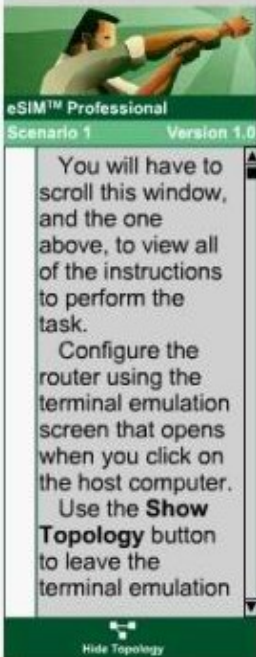 eSIM™ Professional
Scenario 1 Version 1.0
You will have to
scroll this window,
and the one
above, to view all
of the instructions
to perform the
task.
Configure the
router using the
terminal emulation
screen that opens
when you click on
the host computer.
Use the Show
Topology button
to leave the
terminal emulation
Hide Topology